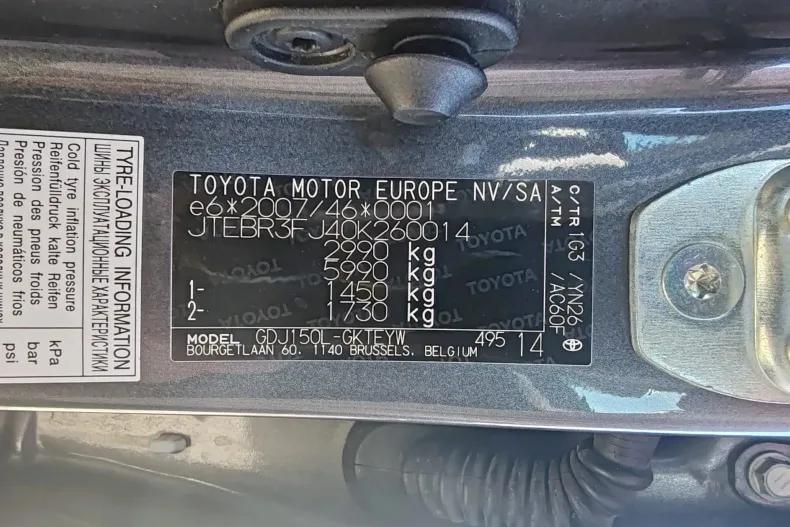 TYRE-LOADING INFORMATION
ШИНЫ ЭКСПЛУАТАЦИОННЫЕ ХАРАКТЕРИСТИКИ
Cold tyre inflation pressure
Reifenfülldruck kalte Reifen
Pression des pneus froids
Presión de neumáticos fríos
kPa
bar
psi
TOYOTA MOTOR EUROPE NV/SA
e6*2007/46*0001
JTEBR3FJ40K260014
2990 kg
5990 kg
1- 1450 kg
2- 1730 kg
MODEL GDJ150L-GKTEYW 495 14
BOURGETLAAN 60, 1140 BRUSSELS, BELGIUM
C/TR 1G3 /YN26
A/TM /AC60F